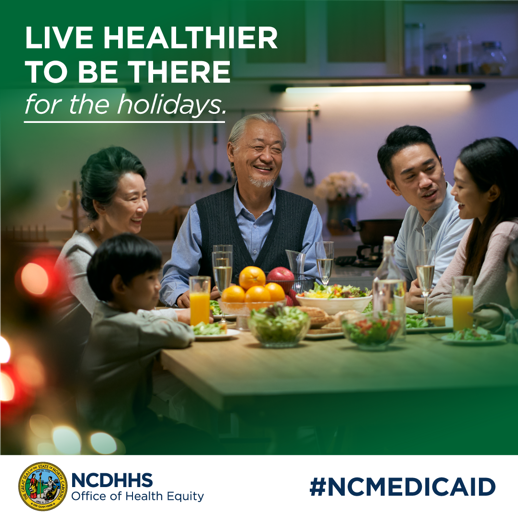 LIVE HEALTHIER
TO BE THERE
for the holidays.
NCDHHS
Office of Health Equity
#NCMEDICAID